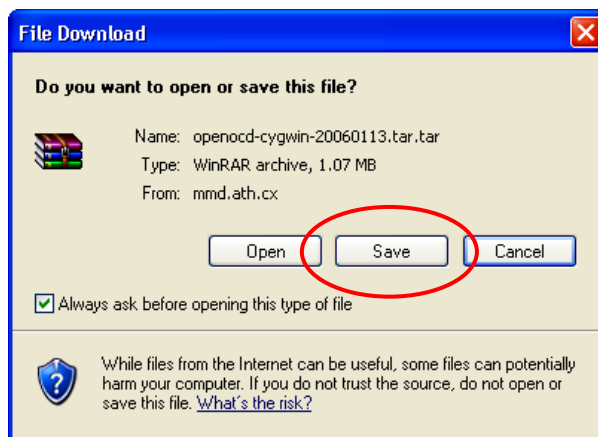 File Download
Do you want to open or save this file?
Name: openocd-cygwin-20060113.tar.tar
Type: WinRAR archive, 1.07 MB
From: mmd.ath.cx
Open Save Cancel
Always ask before opening this type of file
While files from the Internet can be useful, some files can potentially
harm your computer. If you do not trust the source, do not open or
save this file. What's the risk?